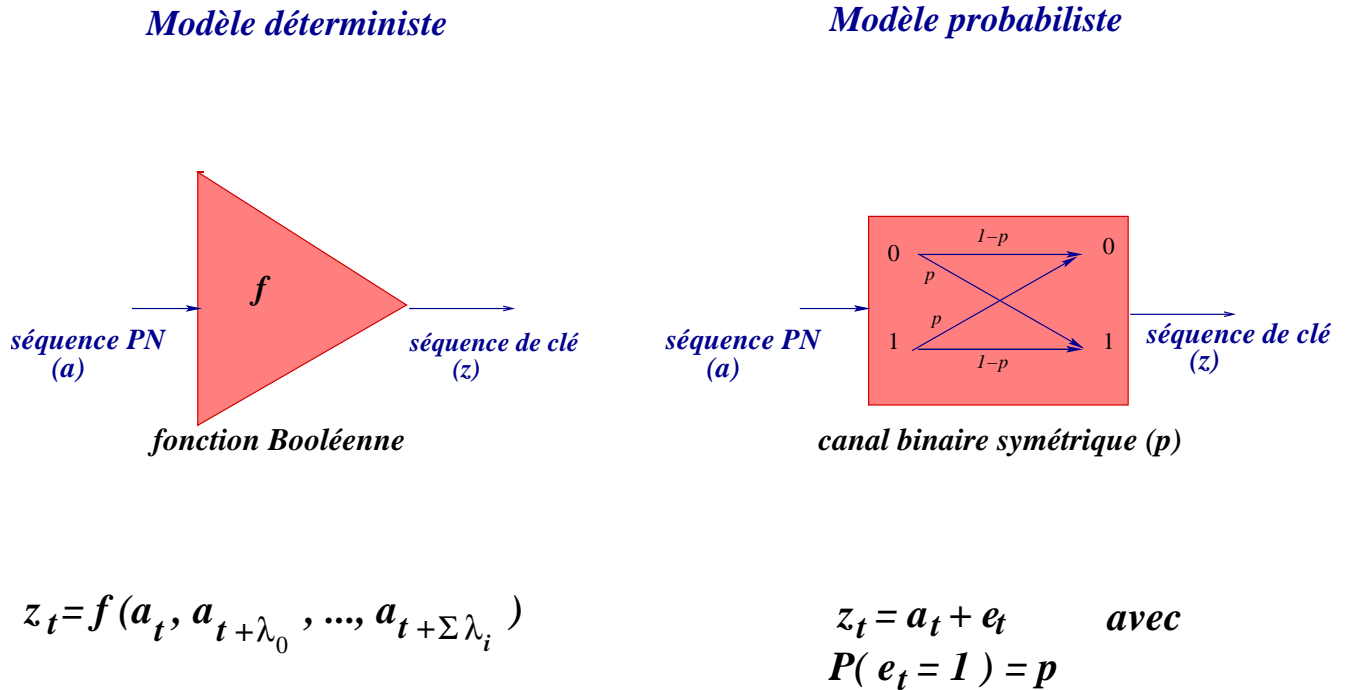 Modèle déterministe
Modèle probabiliste
f
séquence PN
(a)
séquence de clé
(z)
fonction Booléenne
0
1−p
0
p
p
1
1−p
1
séquence PN
(a)
séquence de clé
(z)
canal binaire symétrique (p)
z_t = f (a_t, a_{t+λ_0}, ..., a_{t+Σλ_i})
z_t = a_t + e_t avec
P( e_t = 1 ) = p